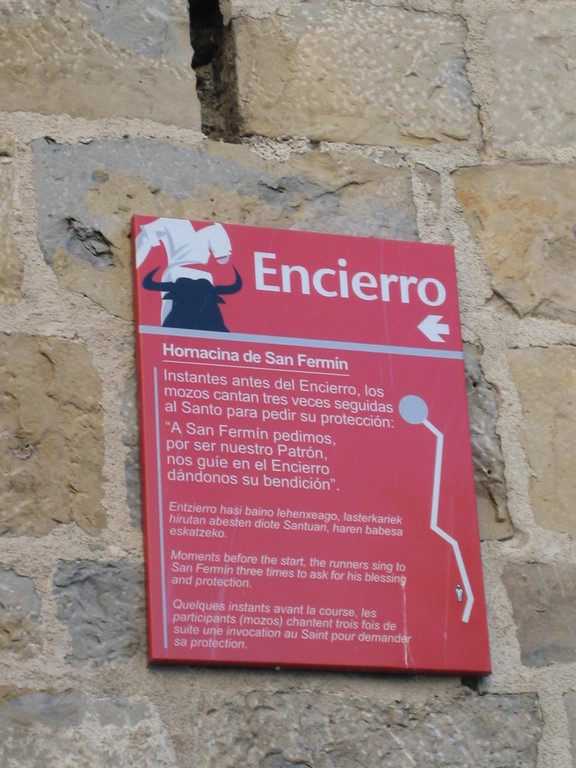 Encierro
Hornacina de San Fermín
Instantes antes del Encierro, los
mozos cantan tres veces seguidas
al Santo para pedir su protección:
“A San Fermín pedimos,
por ser nuestro Patrón,
nos guíe en el Encierro
dándonos su bendición”.
Entzierro hasi baino lehenxeago, lasterkariek
hirutan abesten diote Santuari, haren babesa
eskatzeko.
Moments before the start, the runners sing to
San Fermín three times to ask for his blessing
and protection.
Quelques instants avant la course, les
participants (mozos) chantent trois fois de
suite une invocation au Saint pour demander
sa protection.